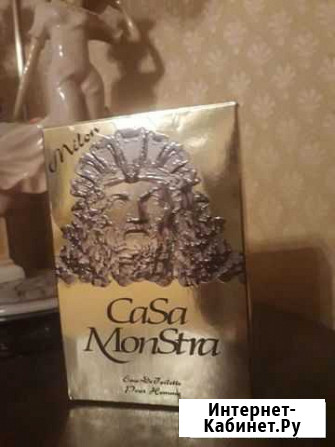 Milon
CaSa
MonStra
Eau De Toilette
Pour Homme
Интернет-
Кабинет.Ру